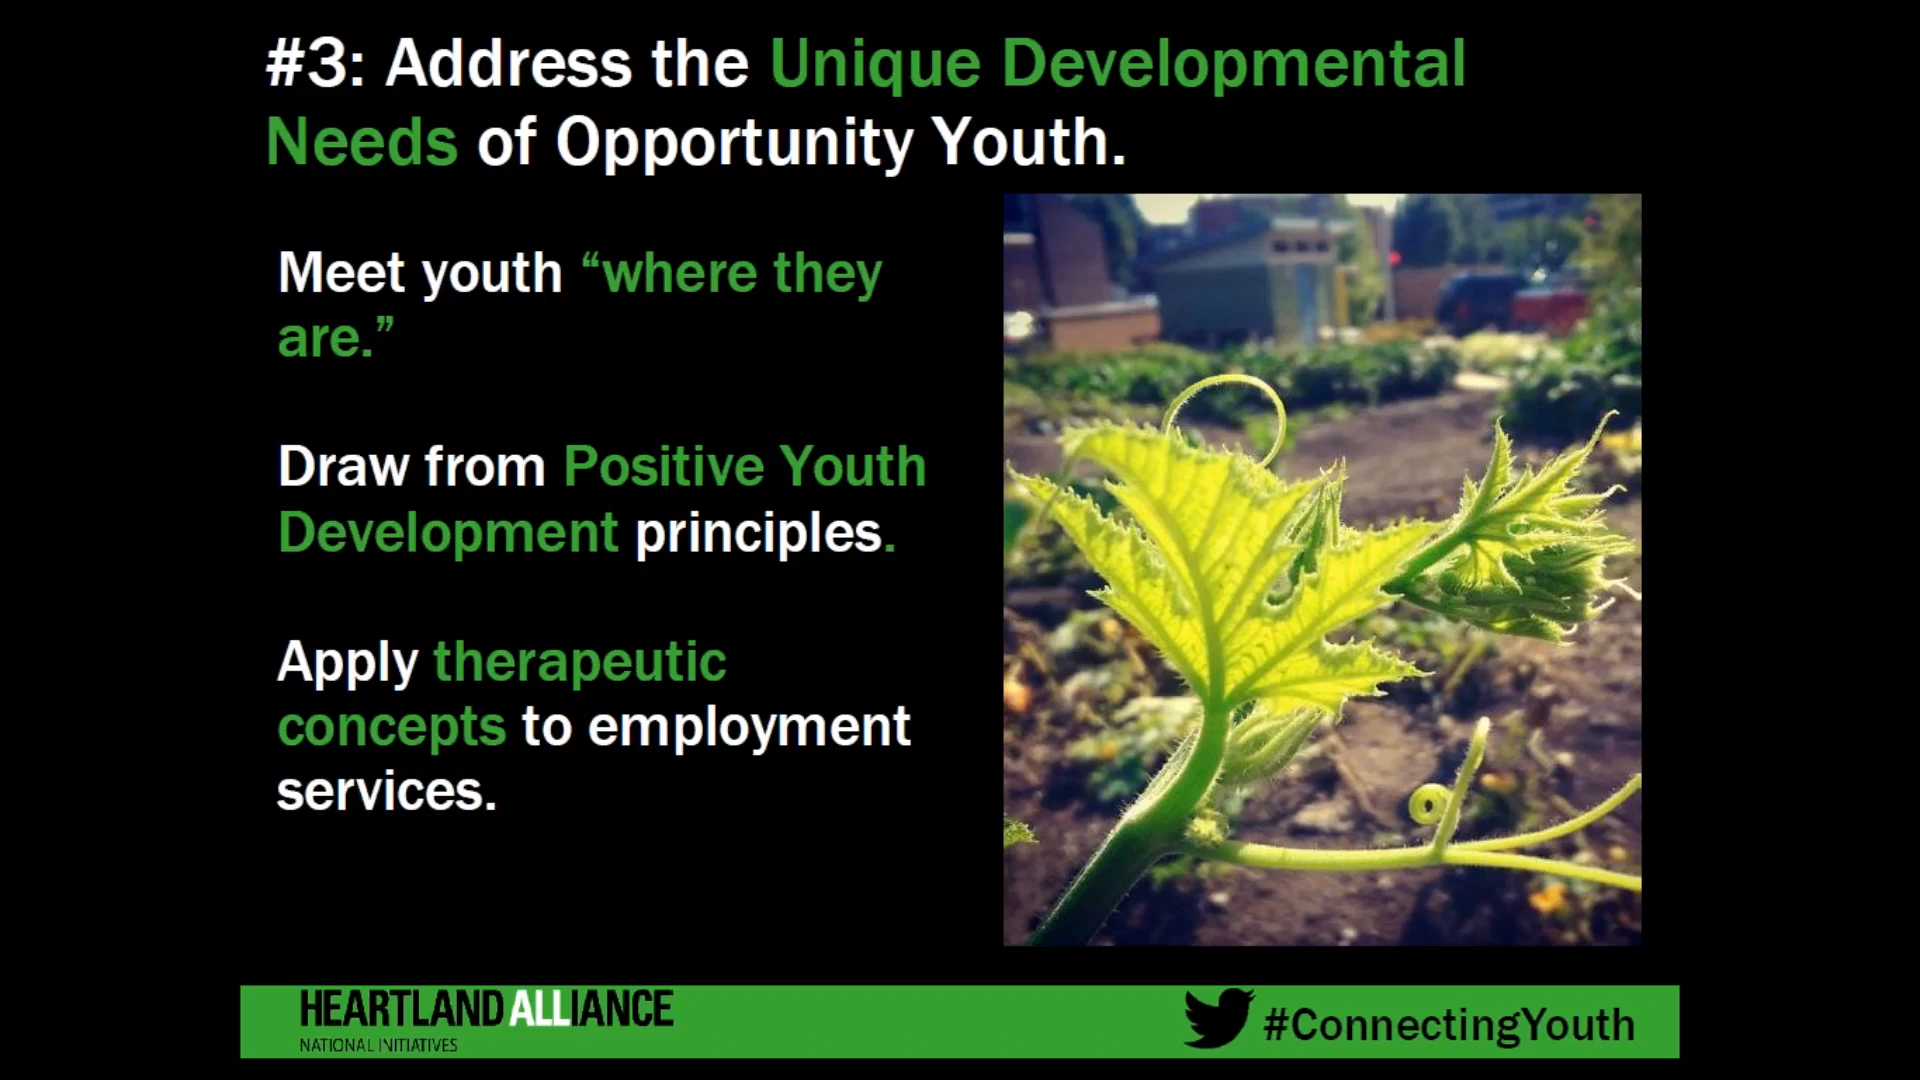 #3: Address the Unique Developmental
Needs of Opportunity Youth.
Meet youth “where they
are.”
Draw from Positive Youth
Development principles.
Apply therapeutic
concepts to employment
services.
HEARTLAND ALLIANCE
NATIONAL INITIATIVES
#ConnectingYouth